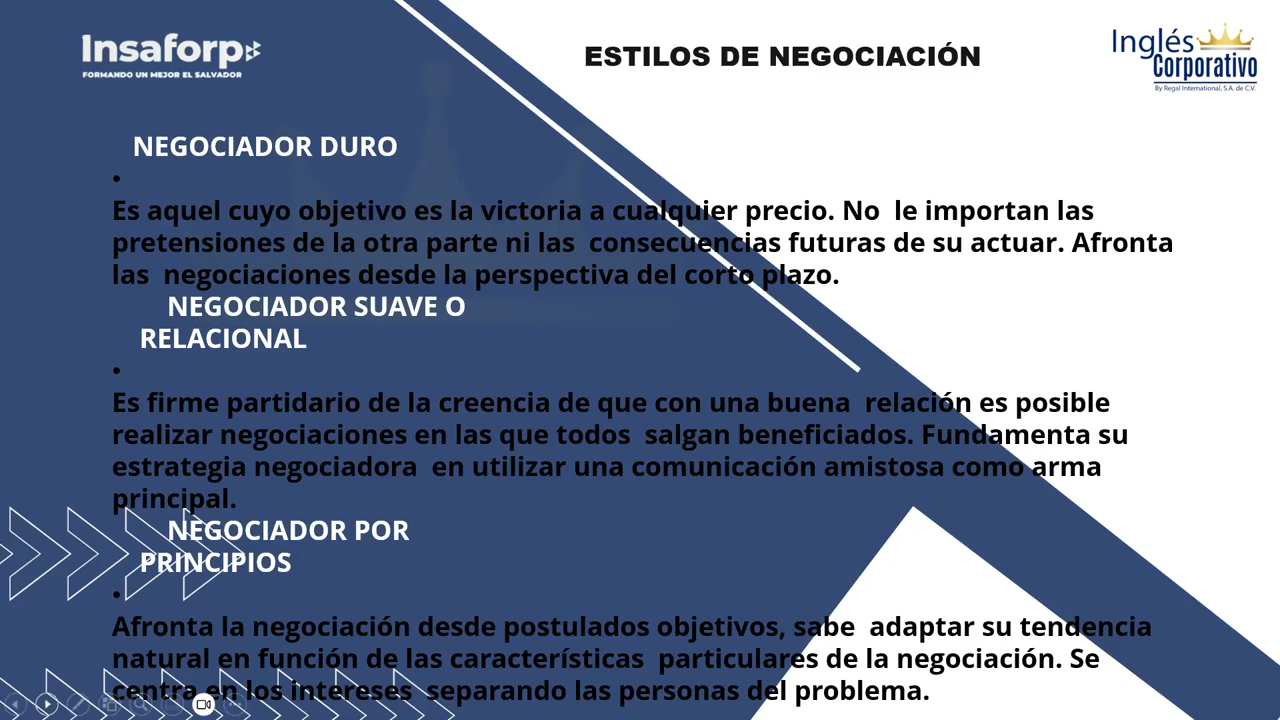 Insaforp
FORMANDO UN MEJOR EL SALVADOR
ESTILOS DE NEGOCIACIÓN
Inglés
Corporativo
By Regal International, S.A. de C.V.
NEGOCIADOR DURO
•
Es aquel cuyo objetivo es la victoria a cualquier precio. No le importan las
pretensiones de la otra parte ni las consecuencias futuras de su actuar. Afronta
las negociaciones desde la perspectiva del corto plazo.
NEGOCIADOR SUAVE O
RELACIONAL
•
Es firme partidario de la creencia de que con una buena relación es posible
realizar negociaciones en las que todos salgan beneficiados. Fundamenta su
estrategia negociadora en utilizar una comunicación amistosa como arma
principal.
NEGOCIADOR POR
PRINCIPIOS
•
Afronta la negociación desde postulados objetivos, sabe adaptar su tendencia
natural en función de las características particulares de la negociación. Se
centra en los intereses separando las personas del problema.